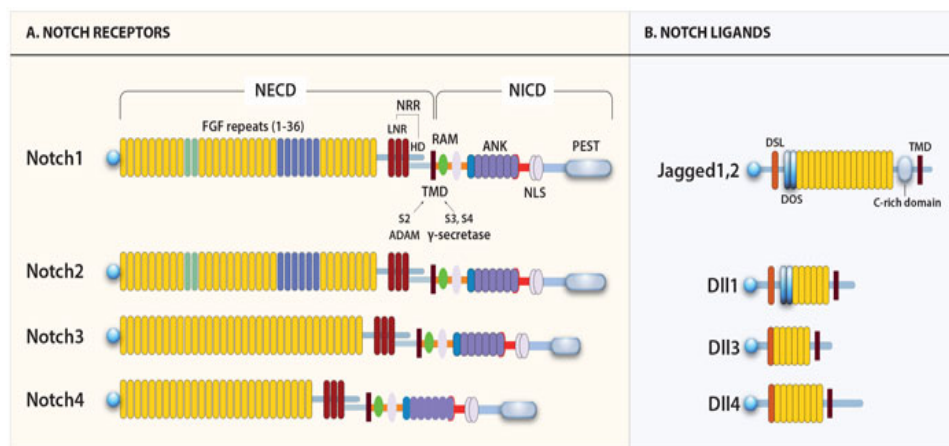 A. NOTCH RECEPTORS
B. NOTCH LIGANDS
NECD
NICD
NRR
FGF repeats (1-36)
LNR
HD
RAM
ANK
PEST
Notch1
NLS
TMD
S2
S3, S4
ADAM
γ-secretase
Notch2
Notch3
Notch4
DSL
TMD
Jagged1,2
DOS
C-rich domain
Dll1
Dll3
Dll4